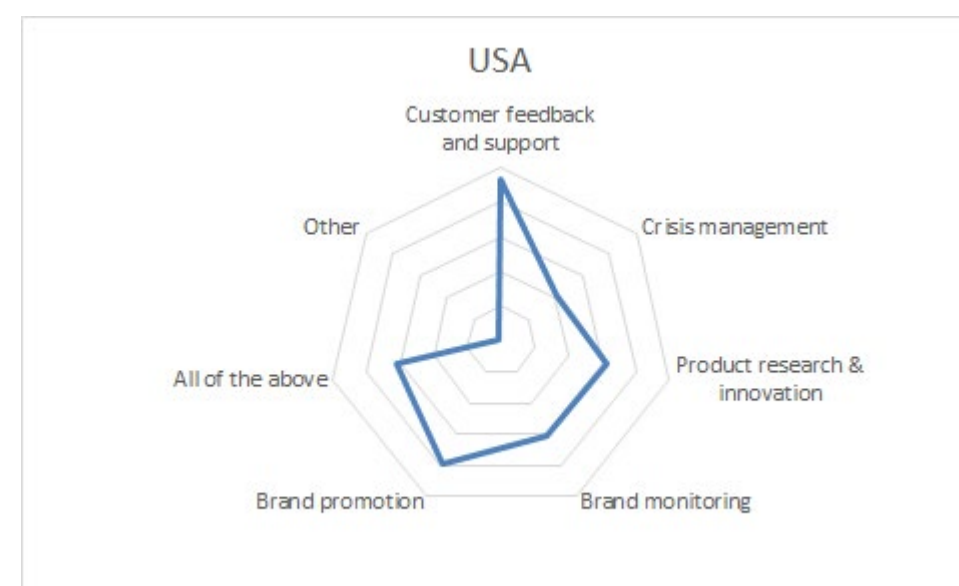 USA
Customer feedback
and support
Crisis management
Product research &
innovation
Brand monitoring
Brand promotion
All of the above
Other